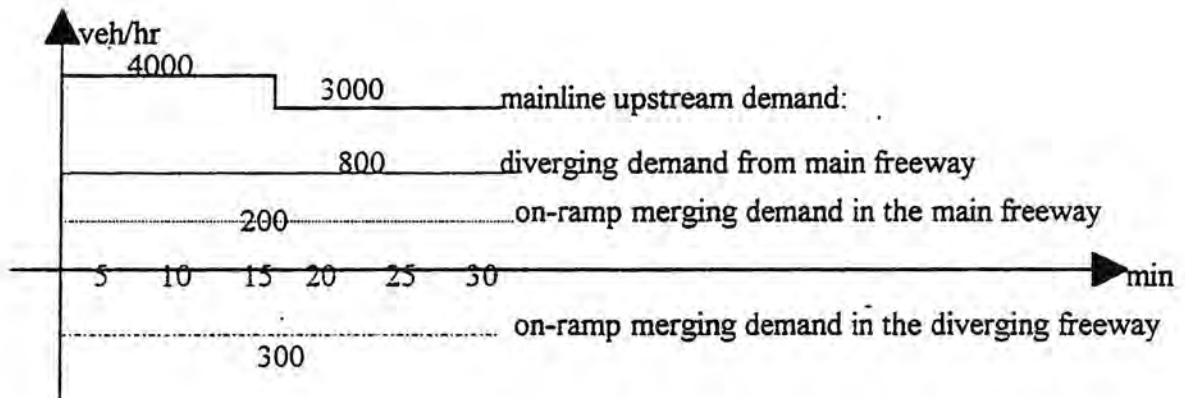 veh/hr
4000
3000 mainline upstream demand:
800 diverging demand from main freeway
200 on-ramp merging demand in the main freeway
5 10 15 20 25 30 min
on-ramp merging demand in the diverging freeway
300